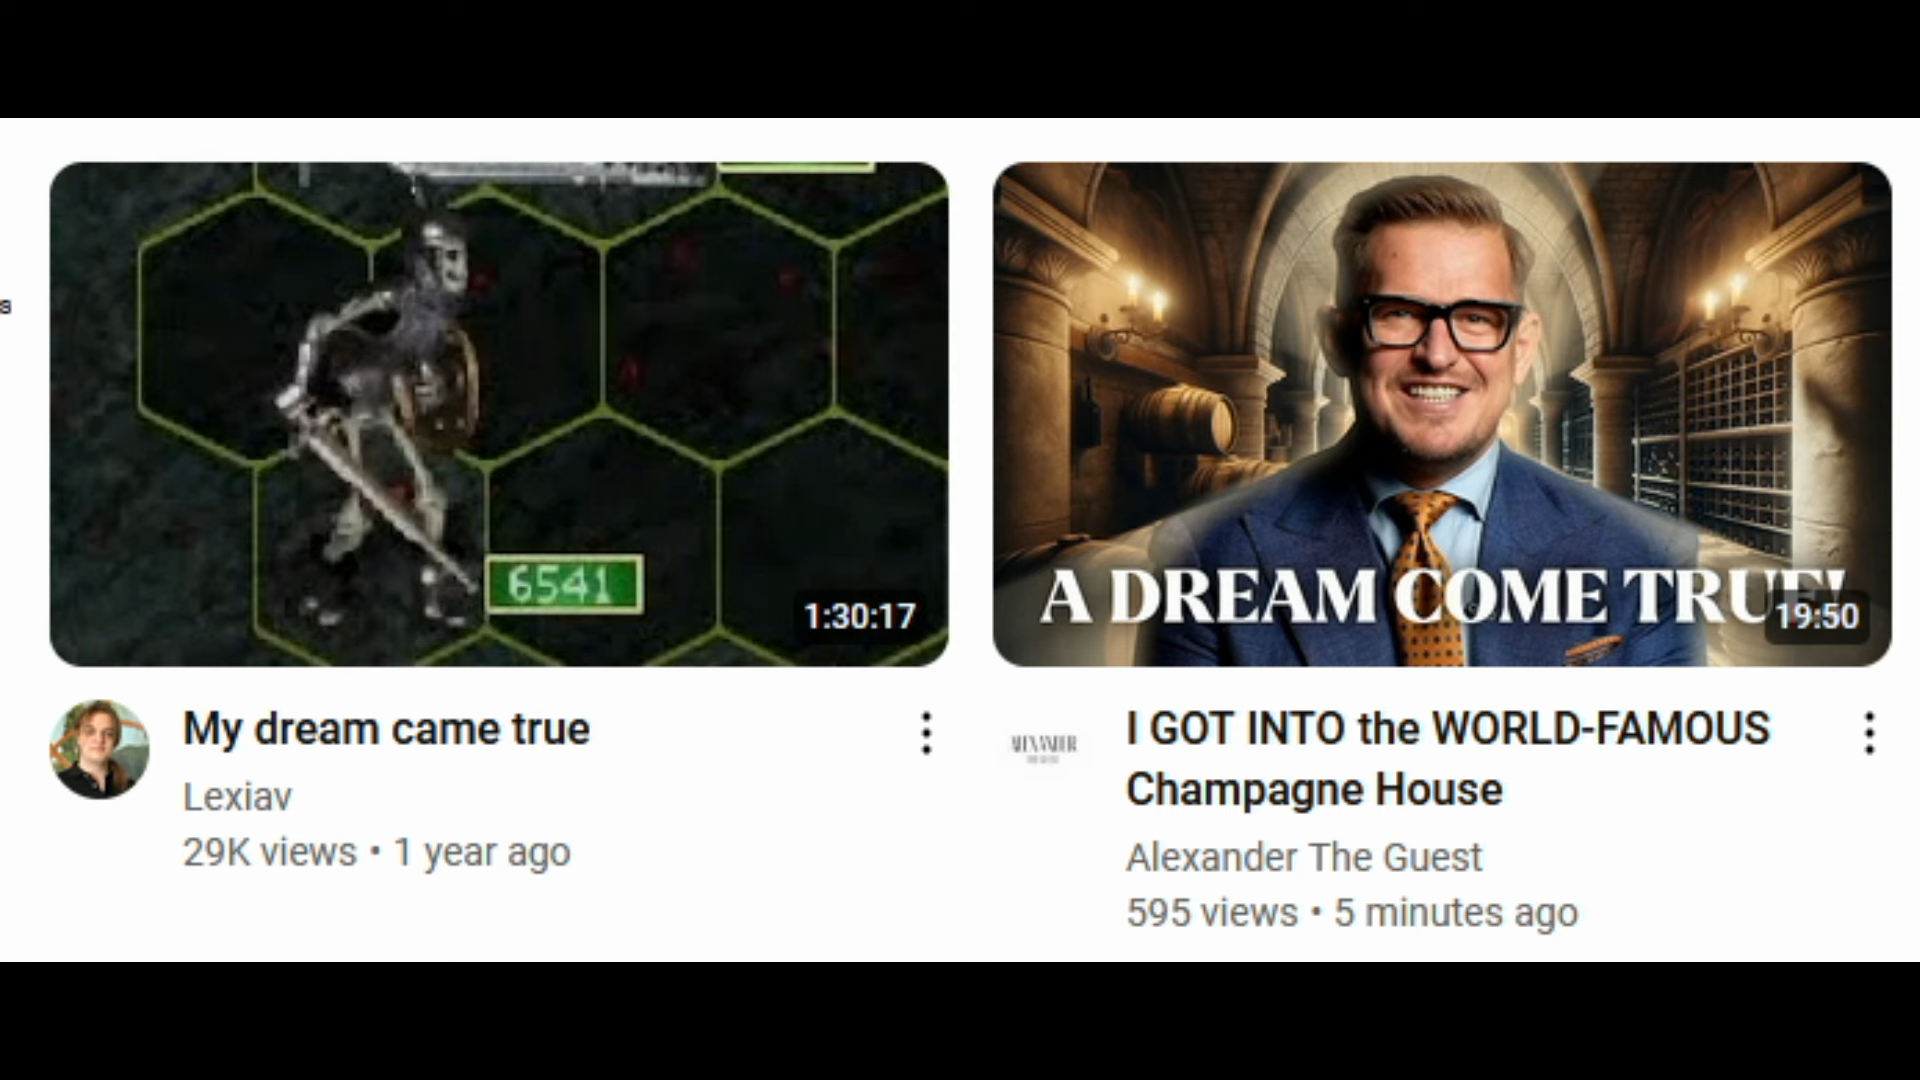 s
6541
1:30:17
My dream came true
Lexiav
29K views • 1 year ago
A DREAM COME TRUE!
19:50
ALEXANDER
I GOT INTO the WORLD-FAMOUS
Champagne House
Alexander The Guest
595 views • 5 minutes ago